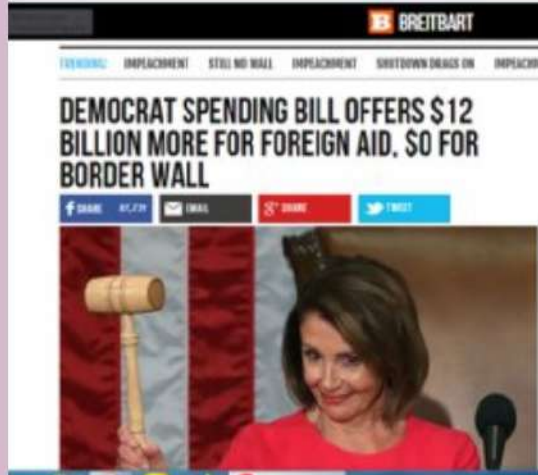 B BREITBART
TRENDING: IMPEACHMENT STILL NO WALL IMPEACHMENT SHUTDOWN DRAGS ON
DEMOCRAT SPENDING BILL OFFERS $12
BILLION MORE FOR FOREIGN AID, $0 FOR
BORDER WALL
f SHARE EMAIL g+ SHARE TWEET